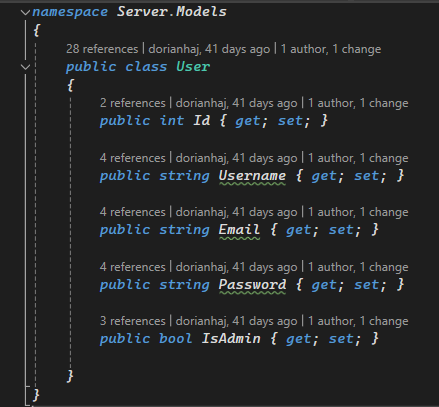 namespace Server.Models
{
28 references | dorianhaj, 41 days ago | 1 author, 1 change
public class User
{
2 references | dorianhaj, 41 days ago | 1 author, 1 change
public int Id { get; set; }
4 references | dorianhaj, 41 days ago | 1 author, 1 change
public string Username { get; set; }
4 references | dorianhaj, 41 days ago | 1 author, 1 change
public string Email { get; set; }
4 references | dorianhaj, 41 days ago | 1 author, 1 change
public string Password { get; set; }
3 references | dorianhaj, 41 days ago | 1 author, 1 change
public bool IsAdmin { get; set; }
}
}